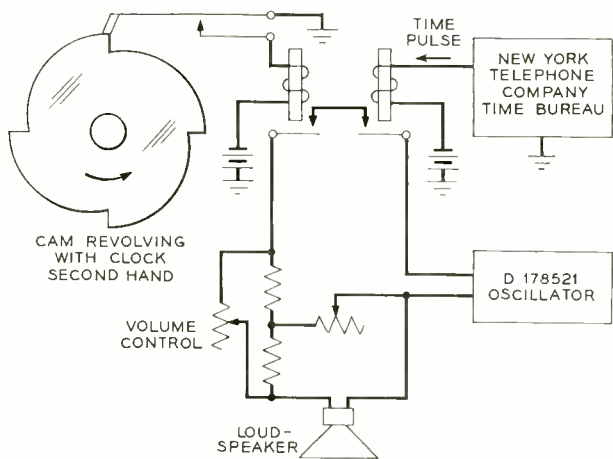 TIME
PULSE
NEW YORK
TELEPHONE
COMPANY
TIME BUREAU
CAM REVOLVING
WITH CLOCK
SECOND HAND
D 178521
OSCILLATOR
VOLUME
CONTROL
LOUD-
SPEAKER